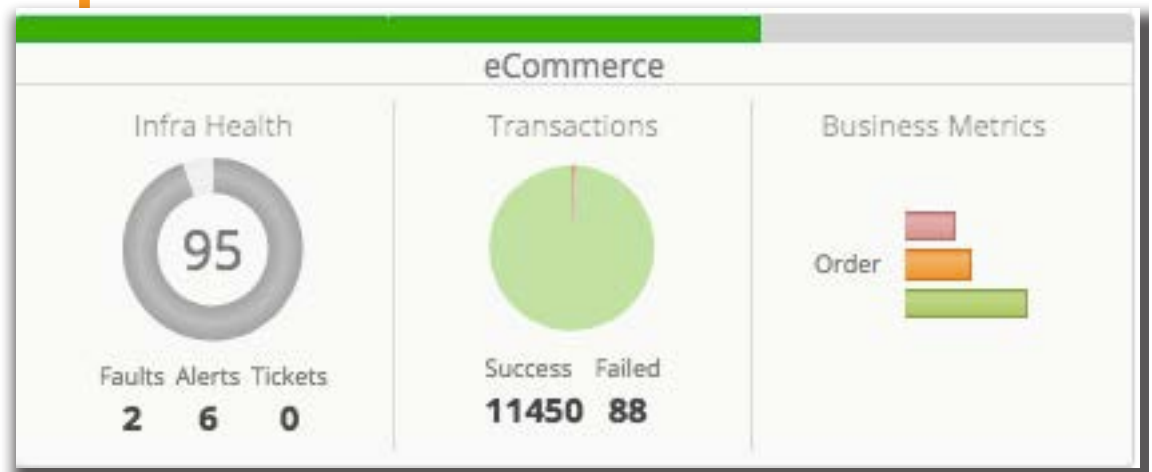 eCommerce
Infra Health
95
Faults Alerts Tickets
2 6 0
Transactions
Success Failed
11450 88
Business Metrics
Order